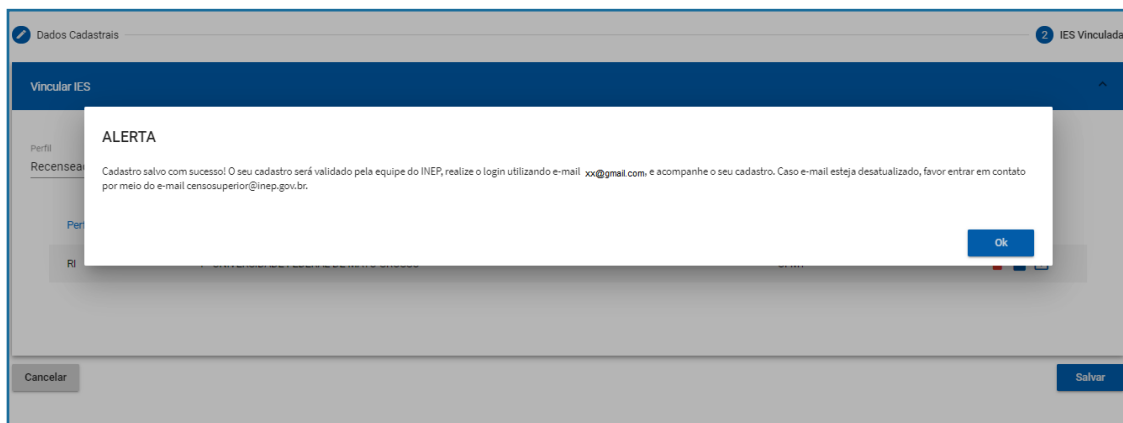 Dados Cadastrais
2 IES Vinculada
Vincular IES
ALERTA
Perfil
Recensea
Cadastro salvo com sucesso! O seu cadastro será validado pela equipe do INEP, realize o login utilizando e-mail xx@gmail.com, e acompanhe o seu cadastro. Caso e-mail esteja desatualizado, favor entrar em contato
por meio do e-mail censosuperior@inep.gov.br.
Per
Ok
RI
Cancelar
Salvar